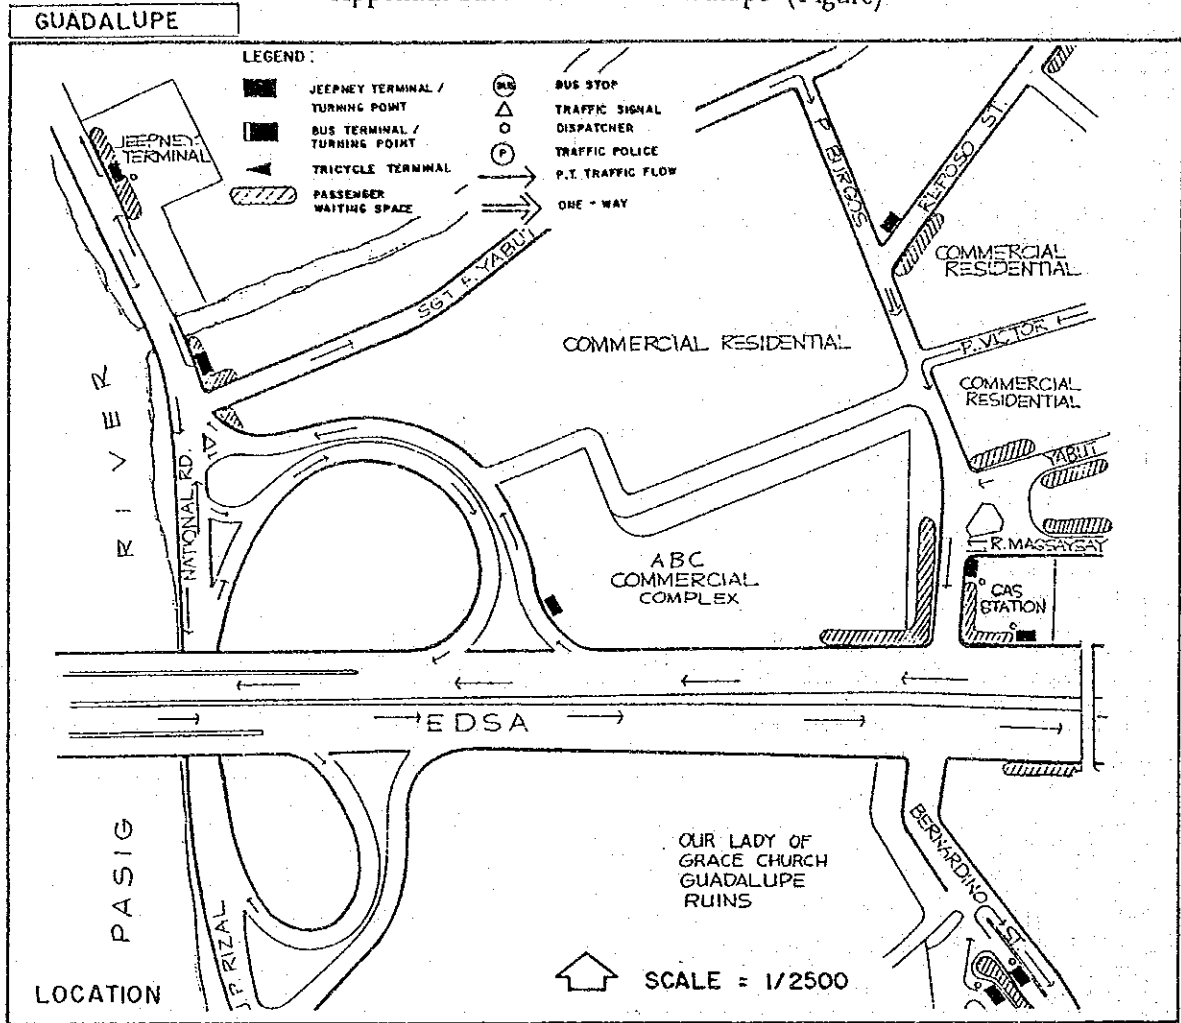 (Figure)
GUADALUPE
LEGEND :
JEEPNEY TERMINAL /
TURNING POINT
BUS TERMINAL /
TURNING POINT
TRICYCLE TERMINAL
PASSENGER
WAITING SPACE
BUS
BUS STOP
TRAFFIC SIGNAL
DISPATCHER
P
TRAFFIC POLICE
P.T. TRAFFIC FLOW
ONE - WAY
JEEPNEY
TERMINAL
P BURGOS
REPOSO ST.
COMMERCIAL
RESIDENTIAL
SGT F. YABUT
COMMERCIAL RESIDENTIAL
P. VICTOR
COMMERCIAL
RESIDENTIAL
YABUT
RIVER
NATIONAL RD.
R. MAGSAYSAY
ABC
COMMERCIAL
COMPLEX
GAS
STATION
EDSA
PASIG
J.P. RIZAL
OUR LADY OF
GRACE CHURCH
GUADALUPE
RUINS
BERNARDINO ST.
LOCATION
SCALE = 1/2500